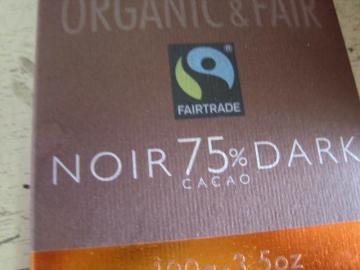 ORGANIC & FAIR
FAIRTRADE
NOIR 75% DARK
CACAO
100g 3.5oz